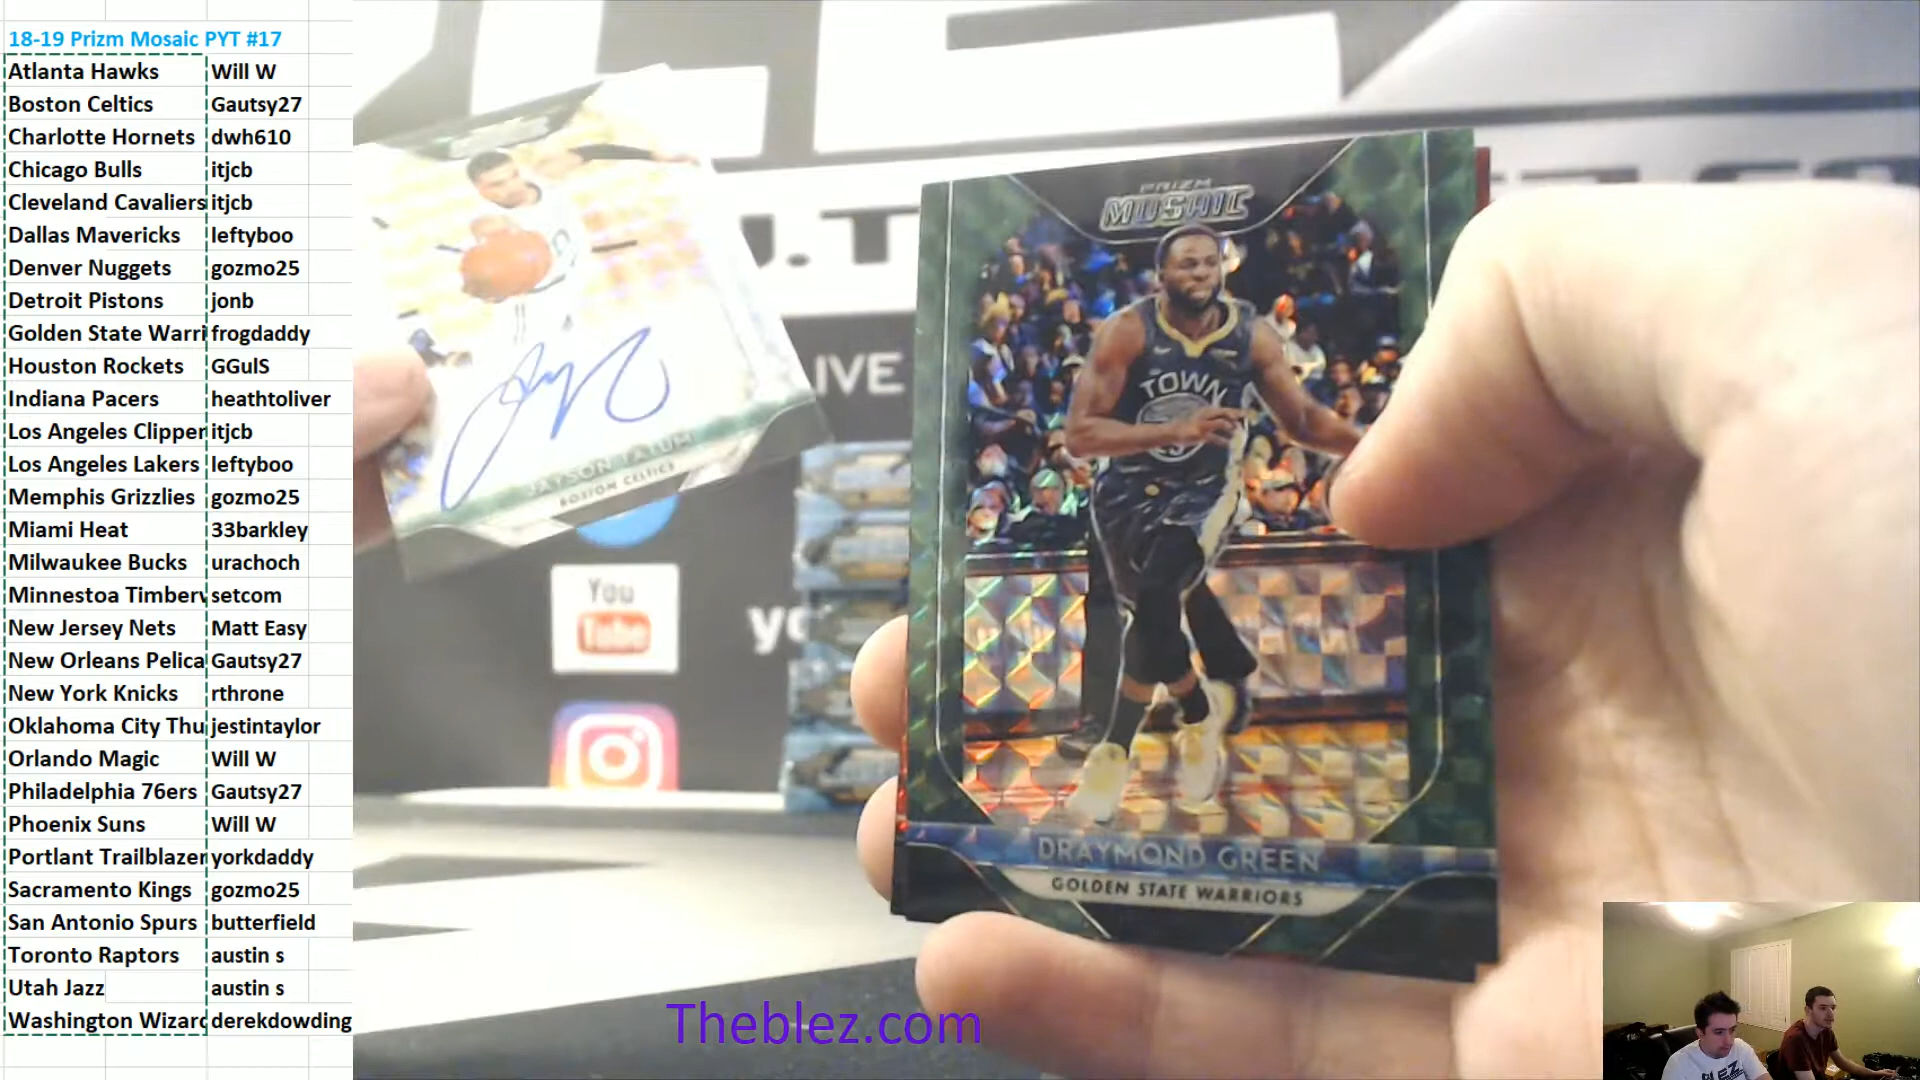 18-19 Prizm Mosaic PYT #17
Atlanta Hawks Will W
Boston Celtics Gautsy27
Charlotte Hornets dwh610
Chicago Bulls itjcb
Cleveland Cavaliers itjcb
Dallas Mavericks leftyboo
Denver Nuggets gozmo25
Detroit Pistons jonb
Golden State Warri frogdaddy
Houston Rockets GGulS
Indiana Pacers heathtoliver
Los Angeles Clipper itjcb
Los Angeles Lakers leftyboo
Memphis Grizzlies gozmo25
Miami Heat 33barkley
Milwaukee Bucks urachoch
Minnestoa Timberv setcom
New Jersey Nets Matt Easy
New Orleans Pelica Gautsy27
New York Knicks rthrone
Oklahoma City Thu jestintaylor
Orlando Magic Will W
Philadelphia 76ers Gautsy27
Phoenix Suns Will W
Portlant Trailblazer yorkdaddy
Sacramento Kings gozmo25
San Antonio Spurs butterfield
Toronto Raptors austin s
Utah Jazz austin s
Washington Wizard derekdowding
JAYSON TATUM
BOSTON CELTICS
LIVE
You
Tube
yo
PRIZM
MOSAIC
TOWN
DRAYMOND GREEN
GOLDEN STATE WARRIORS
Theblez.com